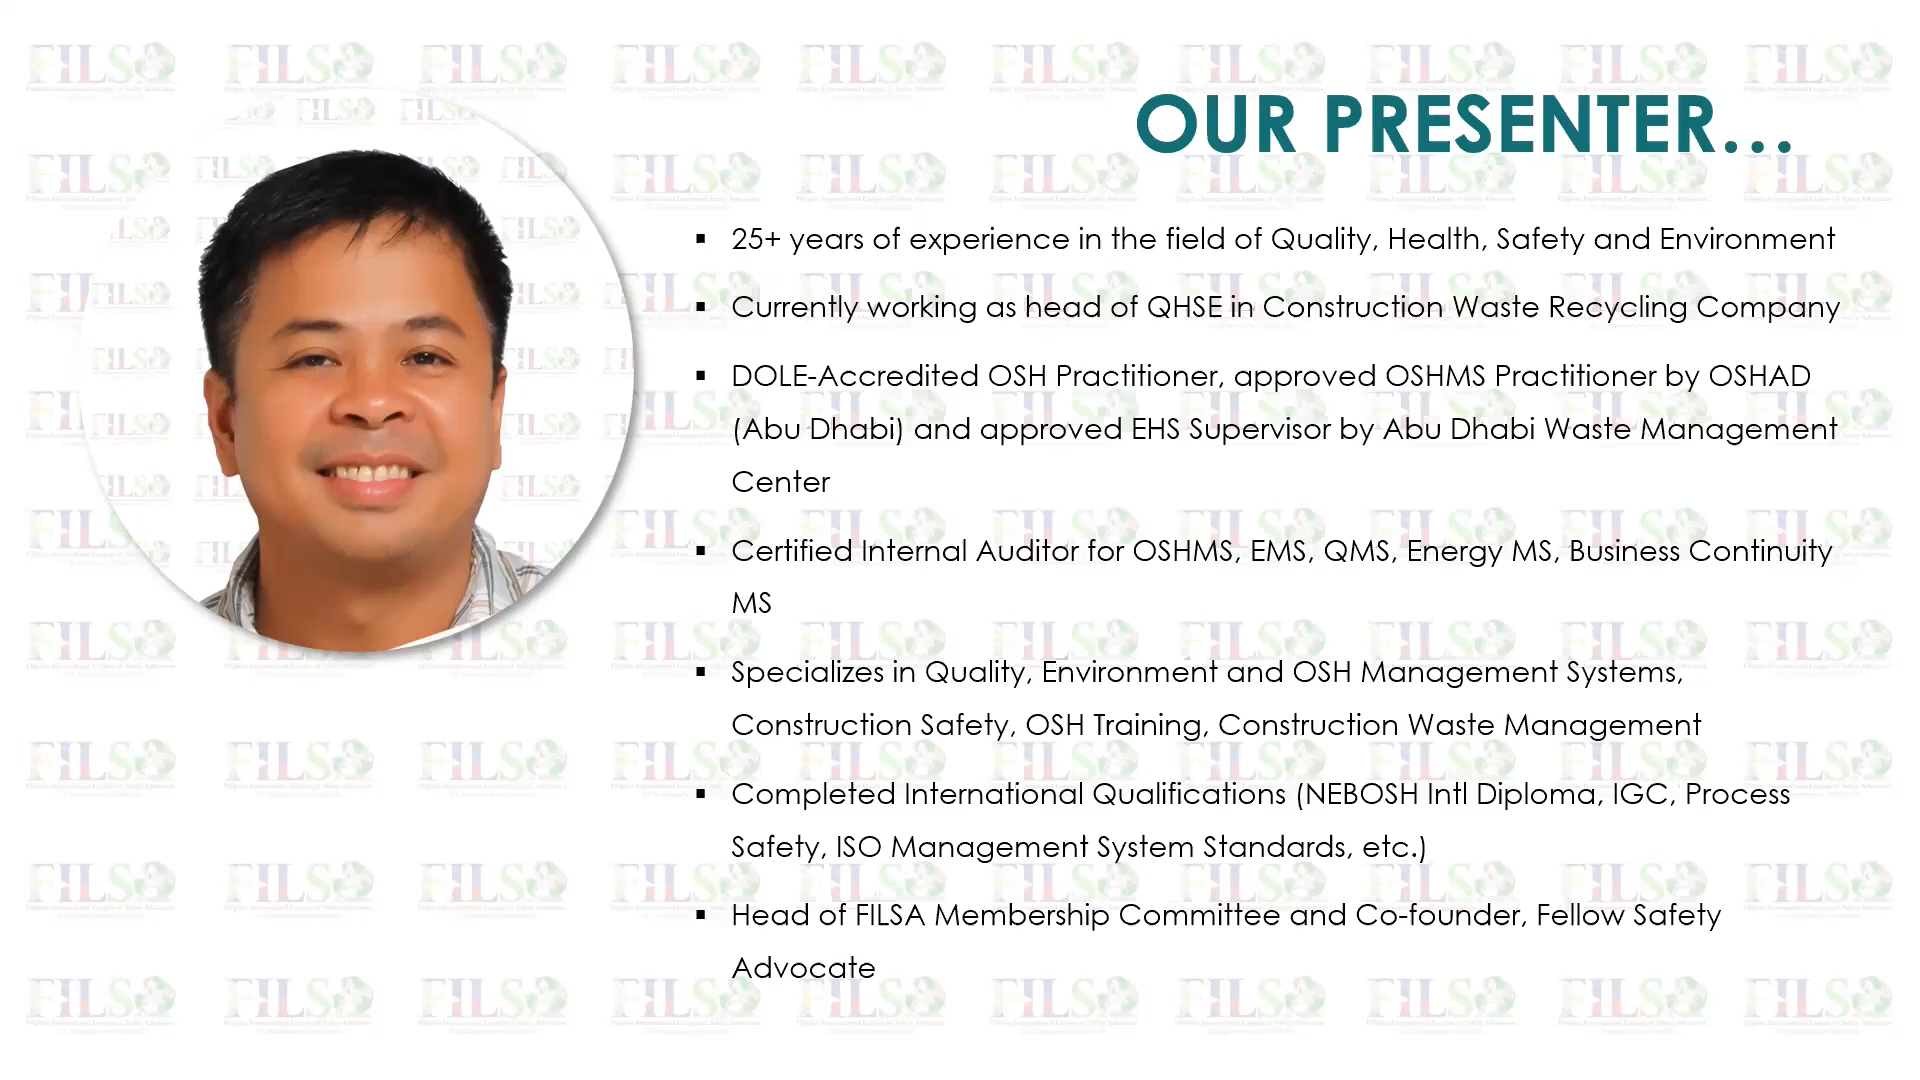 OUR PRESENTER...
▪ 25+ years of experience in the field of Quality, Health, Safety and Environment
▪ Currently working as head of QHSE in Construction Waste Recycling Company
▪ DOLE-Accredited OSH Practitioner, approved OSHMS Practitioner by OSHAD
(Abu Dhabi) and approved EHS Supervisor by Abu Dhabi Waste Management
Center
▪ Certified Internal Auditor for OSHMS, EMS, QMS, Energy MS, Business Continuity
MS
▪ Specializes in Quality, Environment and OSH Management Systems,
Construction Safety, OSH Training, Construction Waste Management
▪ Completed International Qualifications (NEBOSH Intl Diploma, IGC, Process
Safety, ISO Management System Standards, etc.)
▪ Head of FILSA Membership Committee and Co-founder, Fellow Safety
Advocate